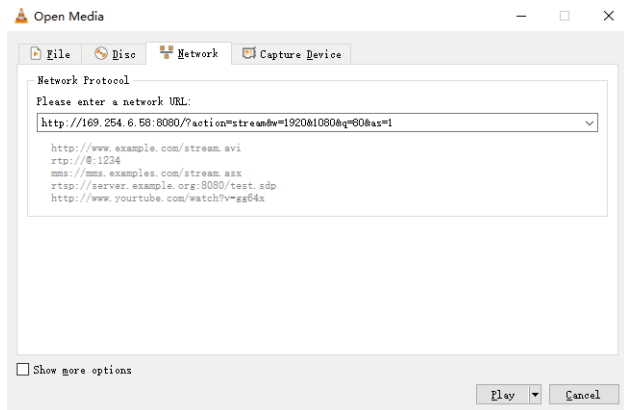 Open Media
File Disc Network Capture Device
Network Protocol
Please enter a network URL:
http://169.254.6.58:8080/?action=stream&w=1920&1080&q=80&as=1
http://www.example.com/stream.avi
rtp://@:1234
mms://mms.examples.com/stream.asx
rtsp://server.example.org:8080/test.sdp
http://www.yourtube.com/watch?v=gg64x
Show more options
Play Cancel